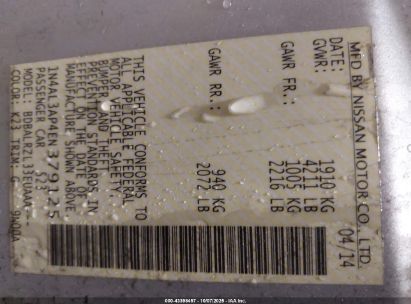 MFD BY NISSAN MOTOR CO., LTD.
04/14
GVWR: 1910 KG
4211 LB
GAWR FR.: 1005 KG
2216 LB
GAWR RR.: 940 KG
2072 LB
THIS VEHICLE CONFORMS TO
ALL APPLICABLE FEDERAL
MOTOR VEHICLE SAFETY,
BUMPER, AND THEFT
PREVENTION STANDARDS IN
EFFECT ON THE DATE OF
MANUFACTURE SHOWN ABOVE.
1N4AL3AP4EN379125
PASSENGER CAR
COLOR: K23 TRIM: G